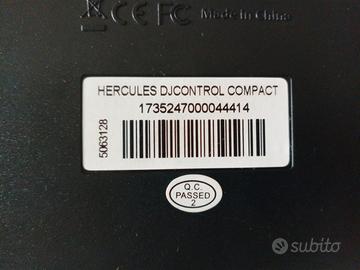 CE FC Made in China
HERCULES DJCONTROL COMPACT
1735247000044414
5063128
Q.C.
PASSED
2
subito